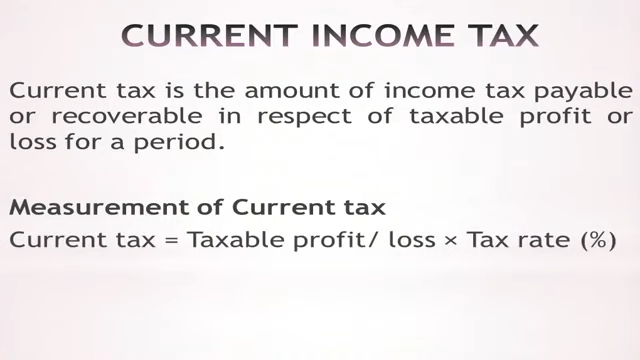 CURRENT INCOME TAX
Current tax is the amount of income tax payable
or recoverable in respect of taxable profit or
loss for a period.
Measurement of Current tax
Current tax = Taxable profit/ loss × Tax rate (%)